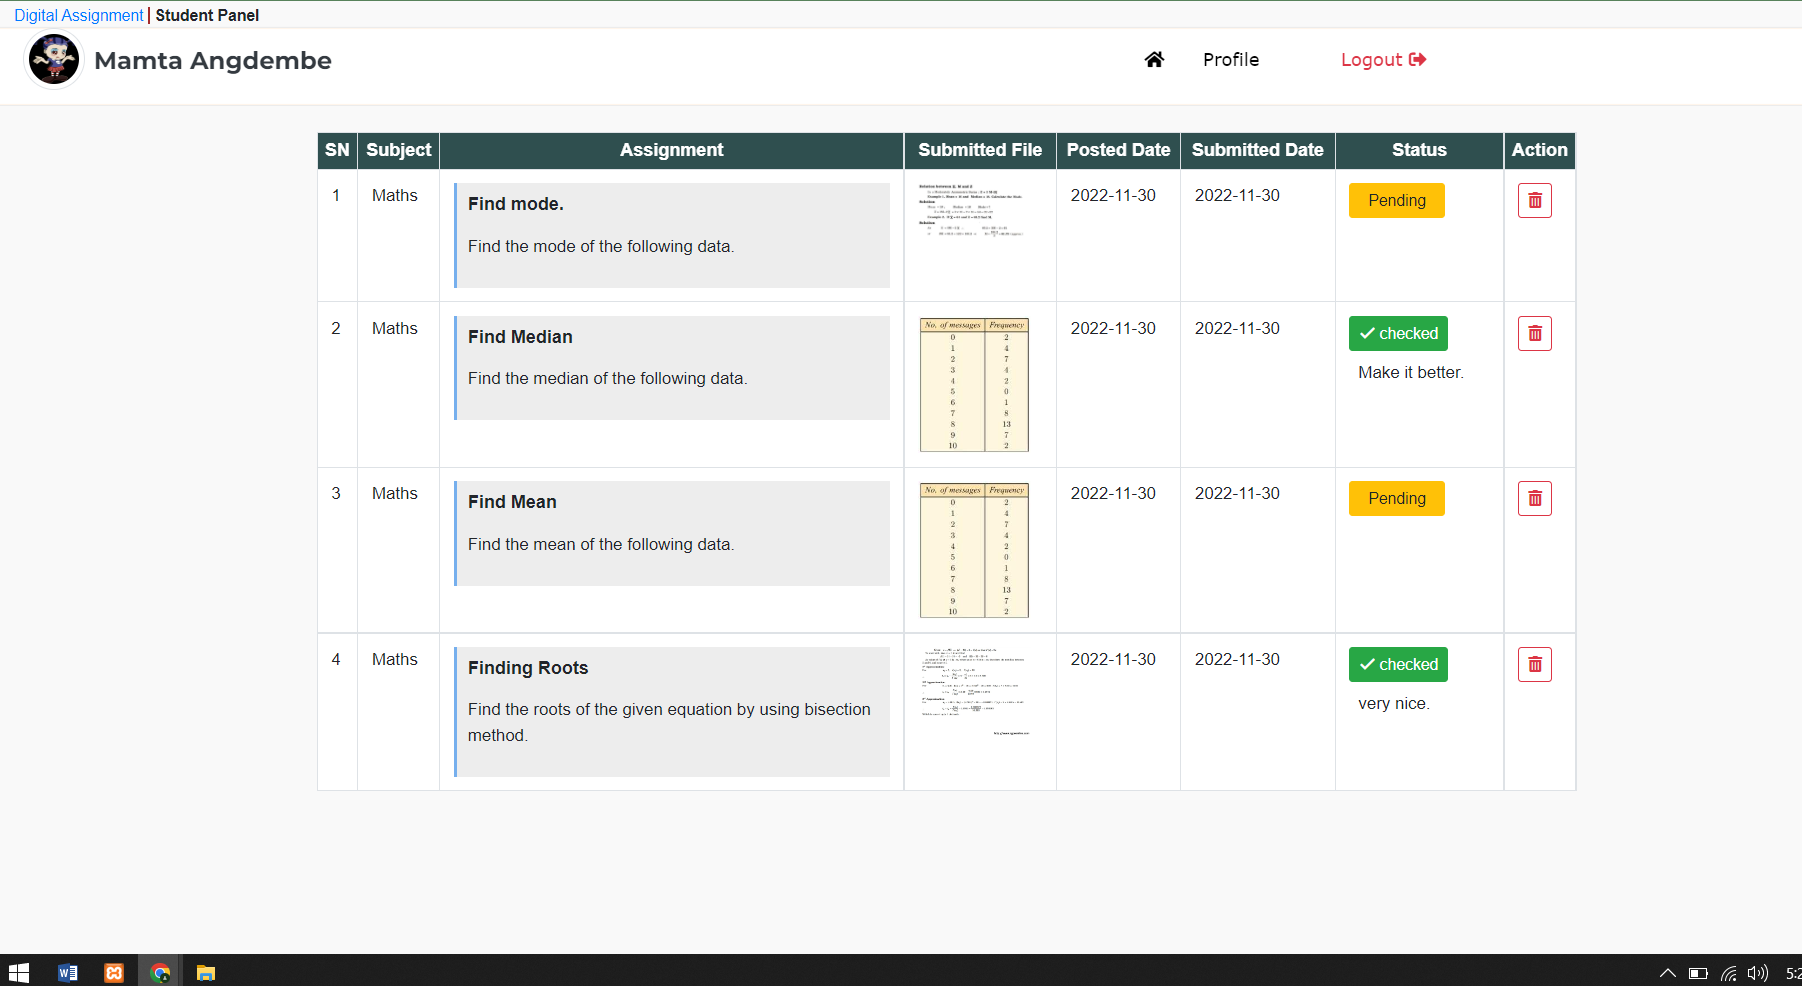 Digital Assignment | Student Panel
Mamta Angdembe
Profile
Logout
SN Subject Assignment Submitted File Posted Date Submitted Date Status Action
1 Maths Find mode. 2022-11-30 2022-11-30 Pending
Find the mode of the following data.
2 Maths Find Median 2022-11-30 2022-11-30 checked
Find the median of the following data.
Make it better.
No. of messages Frequency
0 2
1 4
2 7
3 4
4 2
5 0
6 1
7 8
8 13
9 7
10 2
3 Maths Find Mean 2022-11-30 2022-11-30 Pending
Find the mean of the following data.
No. of messages Frequency
0 2
1 4
2 7
3 4
4 2
5 0
6 1
7 8
8 13
9 7
10 2
4 Maths Finding Roots 2022-11-30 2022-11-30 checked
Find the roots of the given equation by using bisection
method.
very nice.